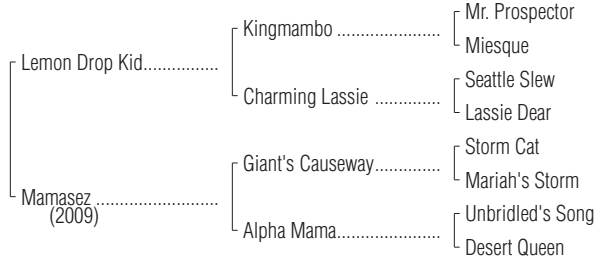 Mr. Prospector
Kingmambo ..................
Miesque
Lemon Drop Kid...............
Seattle Slew
Charming Lassie .............
Lassie Dear
Storm Cat
Giant's Causeway.............
Mariah's Storm
Mamasez ........................
(2009)
Unbridled's Song
Alpha Mama..................
Desert Queen